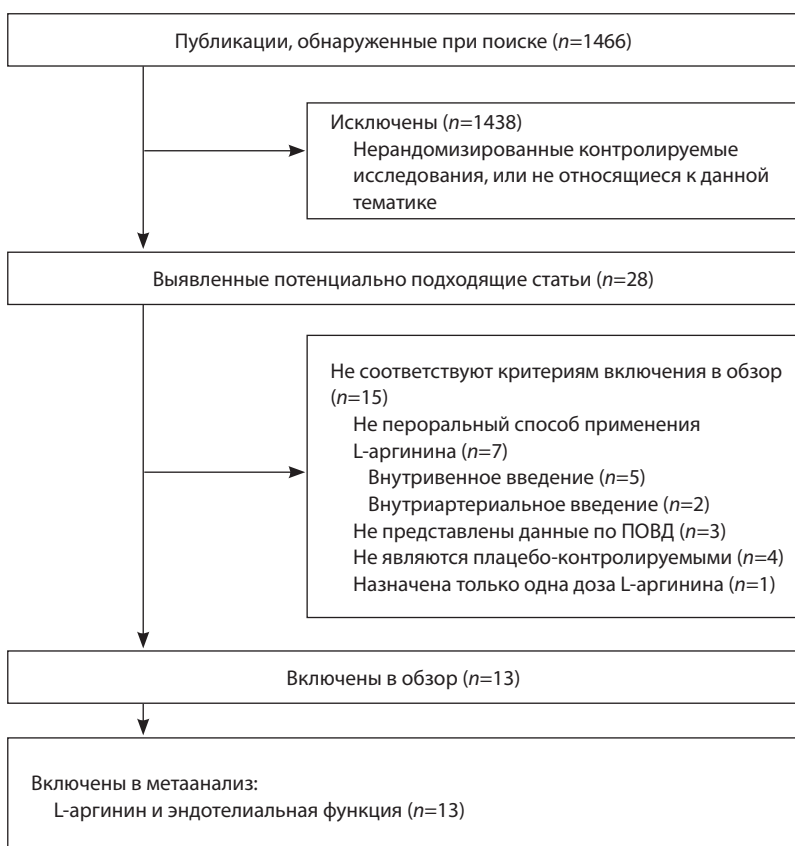 Публикации, обнаруженные при поиске (n=1466)
Исключены (n=1438)
Нерандомизированные контролируемые
исследования, или не относящиеся к данной
тематике
Выявленные потенциально подходящие статьи (n=28)
Не соответствуют критериям включения в обзор
(n=15)
Не пероральный способ применения
L-аргинина (n=7)
Внутривенное введение (n=5)
Внутриартериальное введение (n=2)
Не представлены данные по ПОВД (n=3)
Не являются плацебо-контролируемыми (n=4)
Назначена только одна доза L-аргинина (n=1)
Включены в обзор (n=13)
Включены в метаанализ:
L-аргинин и эндотелиальная функция (n=13)